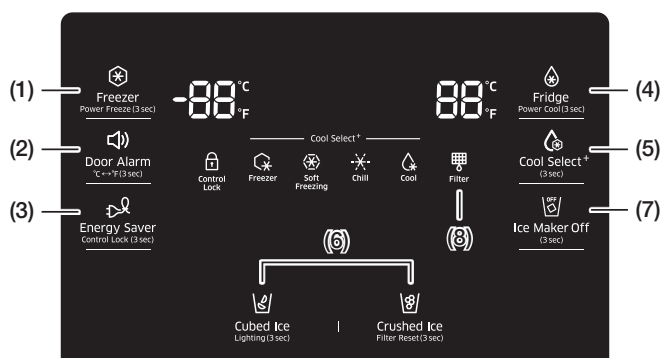 (1)
Freezer
Power Freeze (3 sec)
-88 °C
°F
88 °C
°F
(4)
Fridge
Power Cool (3 sec)
(2)
Door Alarm
°C ↔ °F (3 sec)
Cool Select+
Control
Lock
Freezer
Soft
Freezing
Chill
Cool
Filter
(5)
Cool Select+
(3 sec)
(3)
Energy Saver
Control Lock (3 sec)
(6)
(8)
OFF
(7)
Ice Maker Off
(3 sec)
Cubed Ice
Lighting (3 sec)
Crushed Ice
Filter Reset (3 sec)